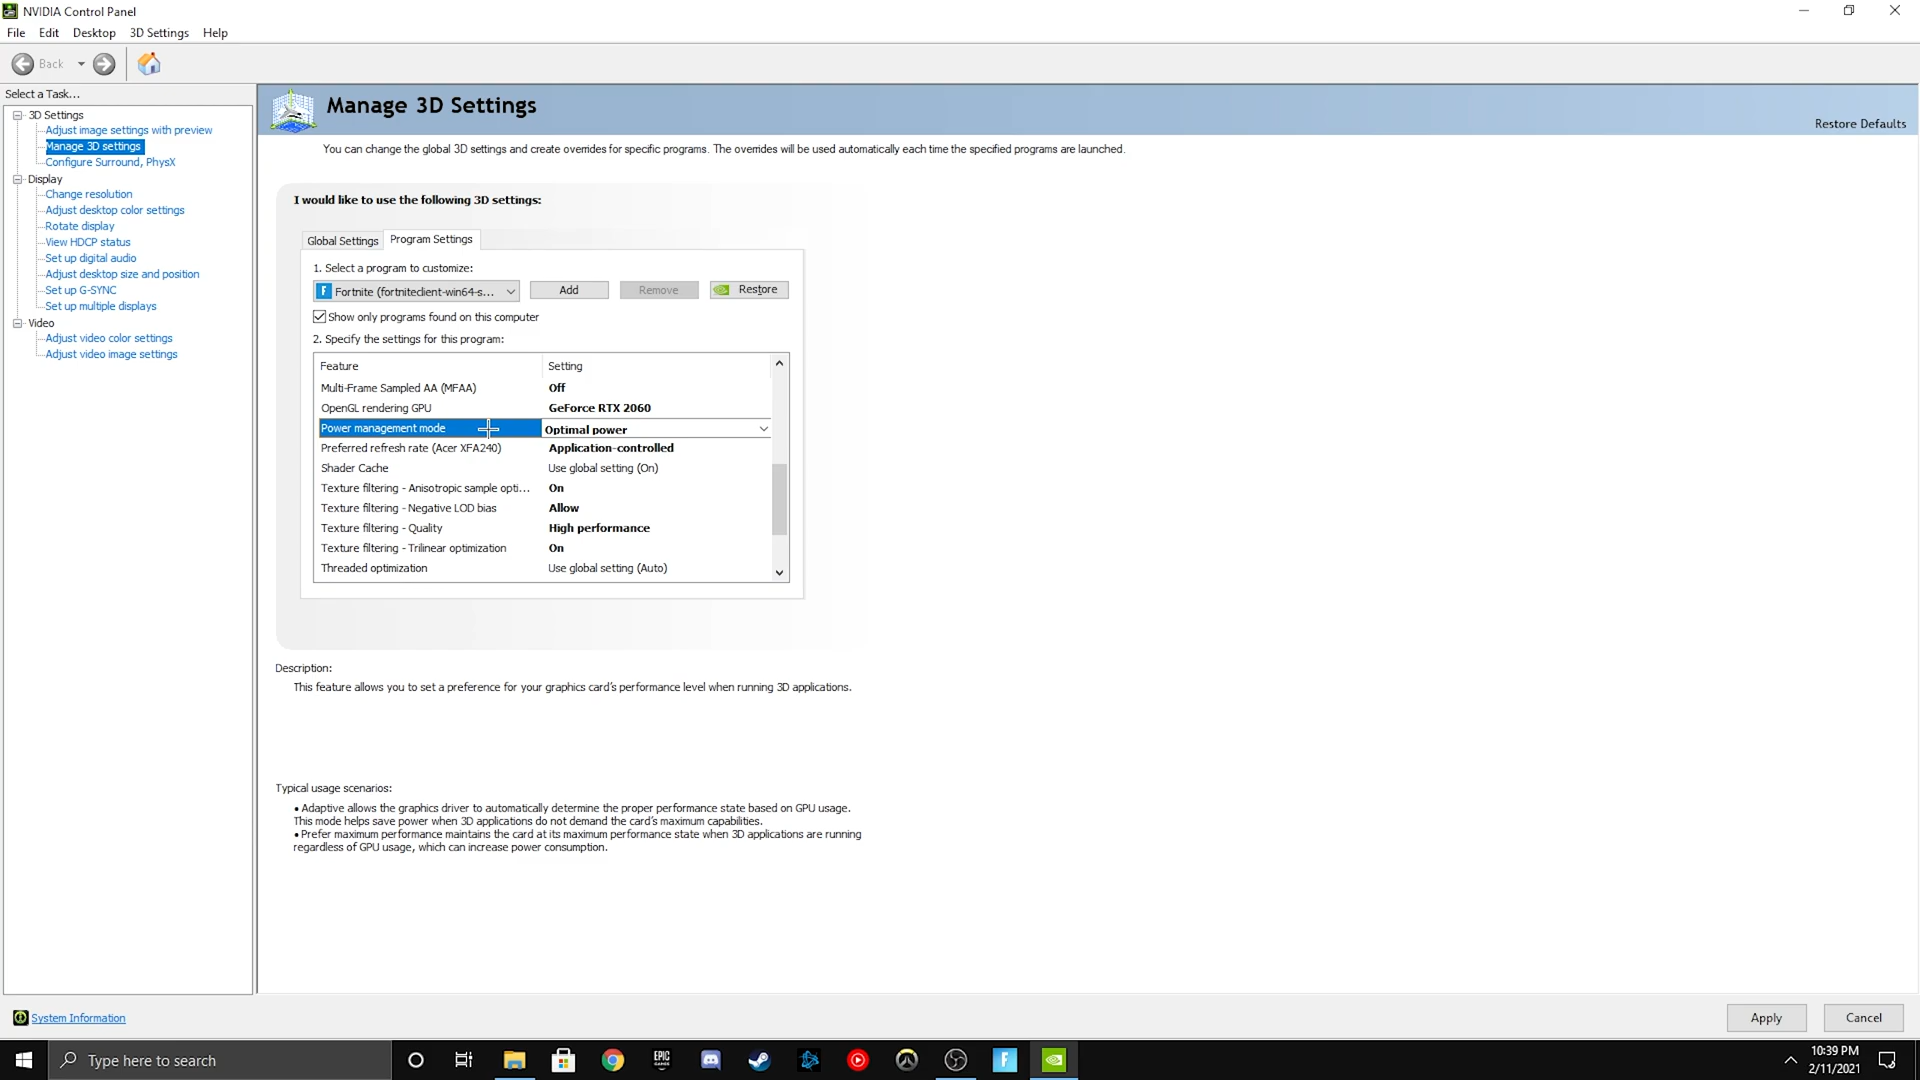 NVIDIA Control Panel
File Edit Desktop 3D Settings Help
Back
Select a Task...
3D Settings
Adjust image settings with preview
Manage 3D settings
Configure Surround, PhysX
Display
Change resolution
Adjust desktop color settings
Rotate display
View HDCP status
Set up digital audio
Adjust desktop size and position
Set up G-SYNC
Set up multiple displays
Video
Adjust video color settings
Adjust video image settings
Manage 3D Settings
Restore Defaults
You can change the global 3D settings and create overrides for specific programs. The overrides will be used automatically each time the specified programs are launched.
I would like to use the following 3D settings:
Global Settings Program Settings
1. Select a program to customize:
F Fortnite (fortniteclient-win64-s... Add Remove Restore
Show only programs found on this computer
2. Specify the settings for this program:
Feature Setting
Multi-Frame Sampled AA (MFAA) Off
OpenGL rendering GPU GeForce RTX 2060
Power management mode Optimal power
Preferred refresh rate (Acer XFA240) Application-controlled
Shader Cache Use global setting (On)
Texture filtering - Anisotropic sample opti... On
Texture filtering - Negative LOD bias Allow
Texture filtering - Quality High performance
Texture filtering - Trilinear optimization On
Threaded optimization Use global setting (Auto)
Description:
This feature allows you to set a preference for your graphics card's performance level when running 3D applications.
Typical usage scenarios:
• Adaptive allows the graphics driver to automatically determine the proper performance state based on GPU usage.
This mode helps save power when 3D applications do not demand the card's maximum capabilities.
• Prefer maximum performance maintains the card at its maximum performance state when 3D applications are running
regardless of GPU usage, which can increase power consumption.
System Information
Apply Cancel
Type here to search
EPIC
GAMES
F
10:39 PM
2/11/2021